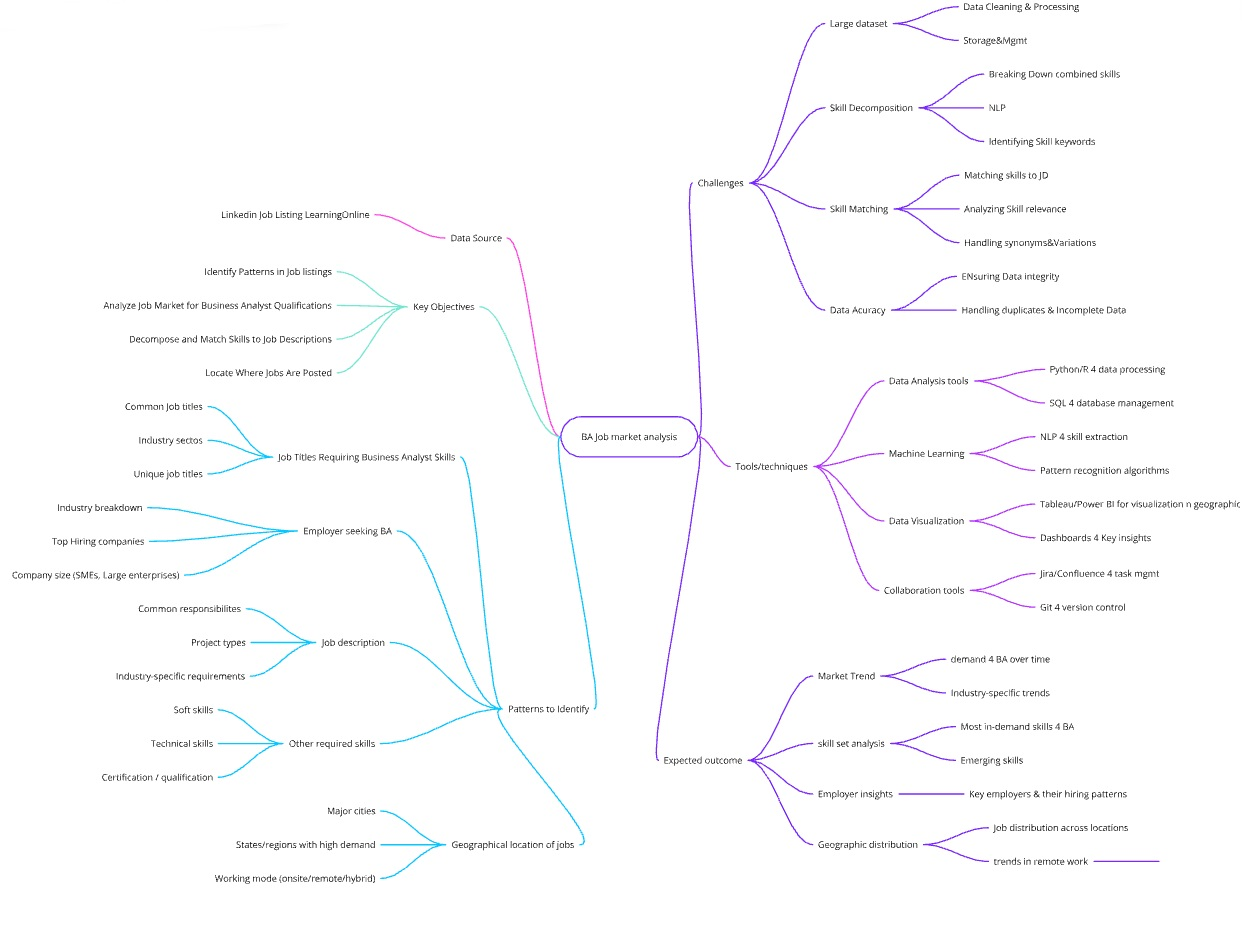 BA Job market analysis
Data Source
Linkedin Job Listing LearningOnline
Key Objectives
Identify Patterns in Job listings
Analyze Job Market for Business Analyst Qualifications
Decompose and Match Skills to Job Descriptions
Locate Where Jobs Are Posted
Patterns to Identify
Job Titles Requiring Business Analyst Skills
Common Job titles
Industry sectos
Unique job titles
Employer seeking BA
Industry breakdown
Top Hiring companies
Company size (SMEs, Large enterprises)
Job description
Common responsibilites
Project types
Industry-specific requirements
Other required skills
Soft skills
Technical skills
Certification / qualification
Geographical location of jobs
Major cities
States/regions with high demand
Working mode (onsite/remote/hybrid)
Challenges
Large dataset
Data Cleaning & Processing
Storage&Mgmt
Skill Decomposition
Breaking Down combined skills
NLP
Identifying Skill keywords
Skill Matching
Matching skills to JD
Analyzing Skill relevance
Handling synonyms&Variations
Data Acuracy
ENsuring Data integrity
Handling duplicates & Incomplete Data
Tools/techniques
Data Analysis tools
Python/R 4 data processing
SQL 4 database management
Machine Learning
NLP 4 skill extraction
Pattern recognition algorithms
Data Visualization
Tableau/Power BI for visualization n geographic
Dashboards 4 Key insights
Collaboration tools
Jira/Confluence 4 task mgmt
Git 4 version control
Expected outcome
Market Trend
demand 4 BA over time
Industry-specific trends
skill set analysis
Most in-demand skills 4 BA
Emerging skills
Employer insights
Key employers & their hiring patterns
Geographic distribution
Job distribution across locations
trends in remote work